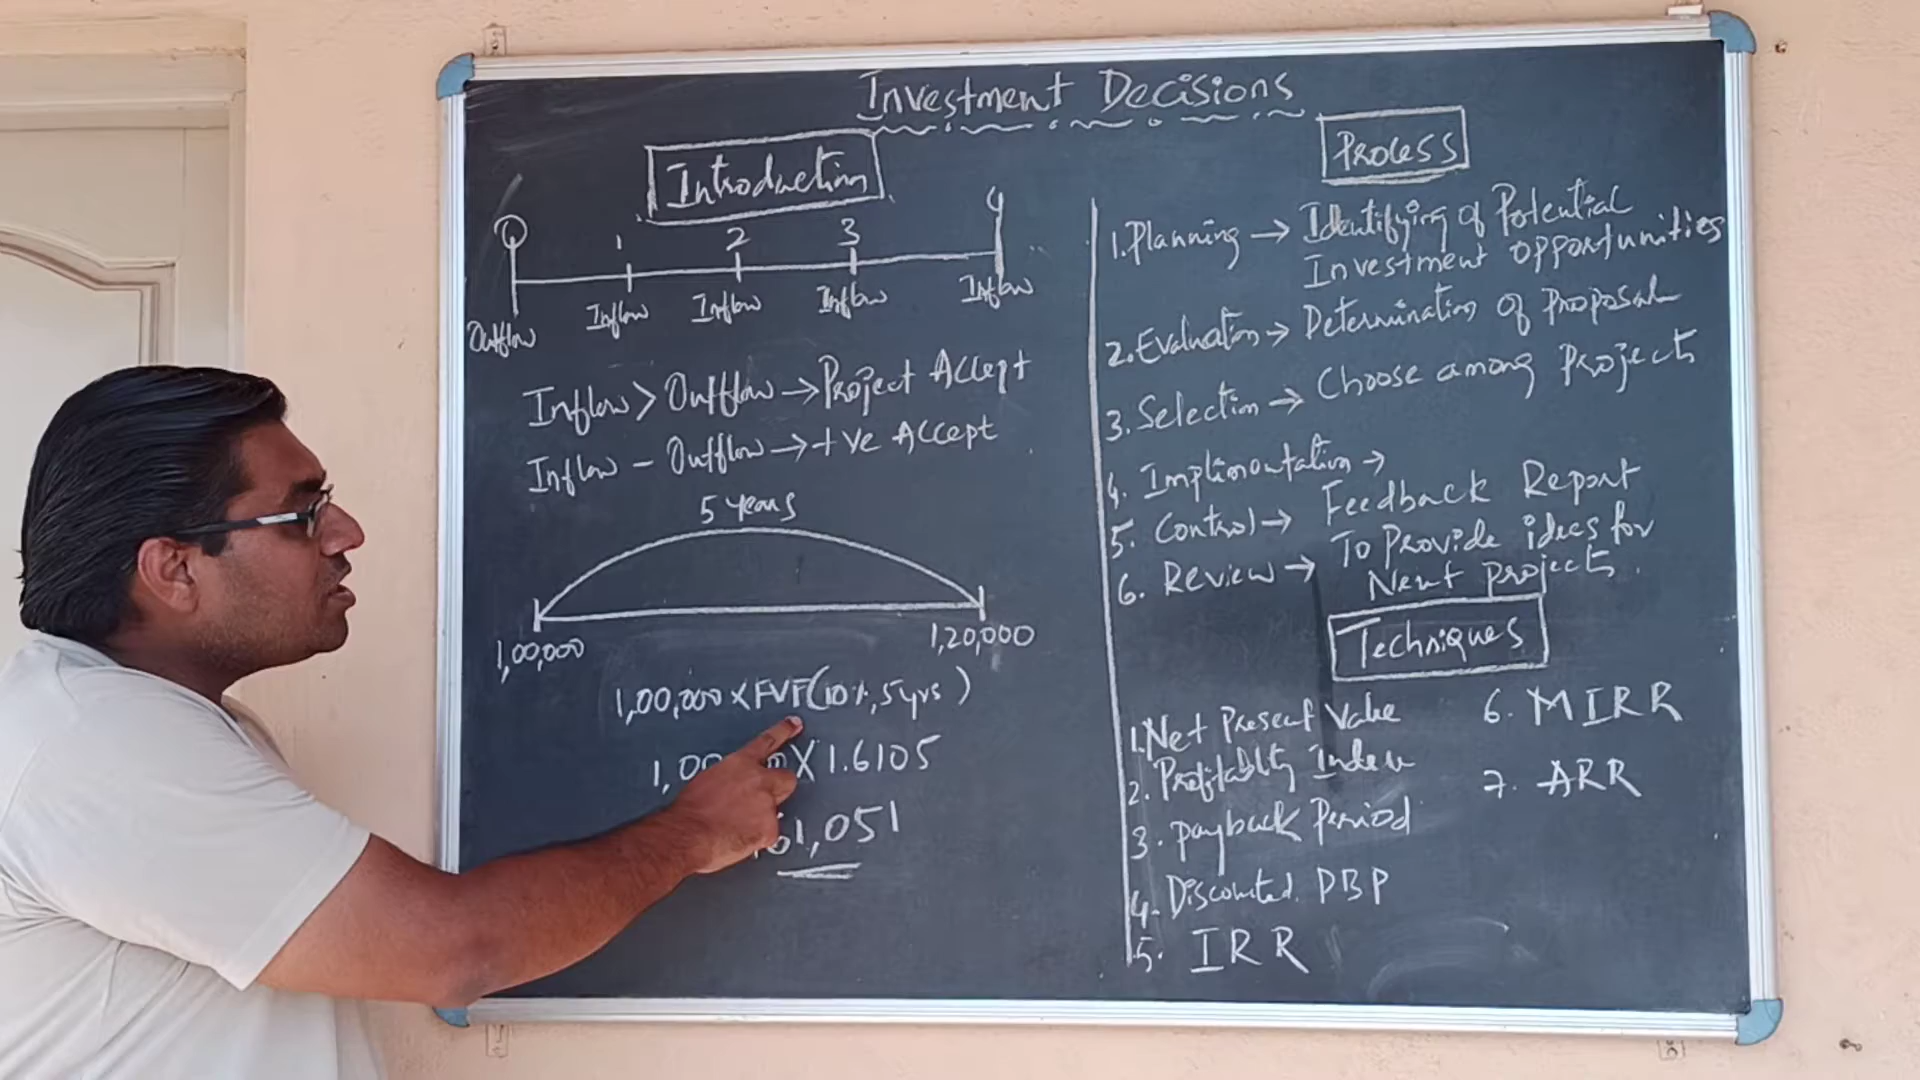 Investment Decisions
Introduction
0 1 2 3 4
Outflow Inflow Inflow Inflow Inflow
Inflow > Outflow → Project Accept
Inflow - Outflow → +ve Accept
5 years
1,00,000 1,20,000
1,00,000 X FVF(10%, 5yrs)
X 1.6105
61,051
Process
1. Planning → Identifying of Potential
Investment opportunities
2. Evaluation → Determination of proposal
3. Selection → Choose among projects
4. Implimentation →
5. Control → Feedback Report
6. Review → To Provide ideas for
projects.
Techniques
1. Net Present Value
2. Profitability Index
3. Payback Period
4. Discounted PBP
5. IRR
6. MIRR
7. ARR